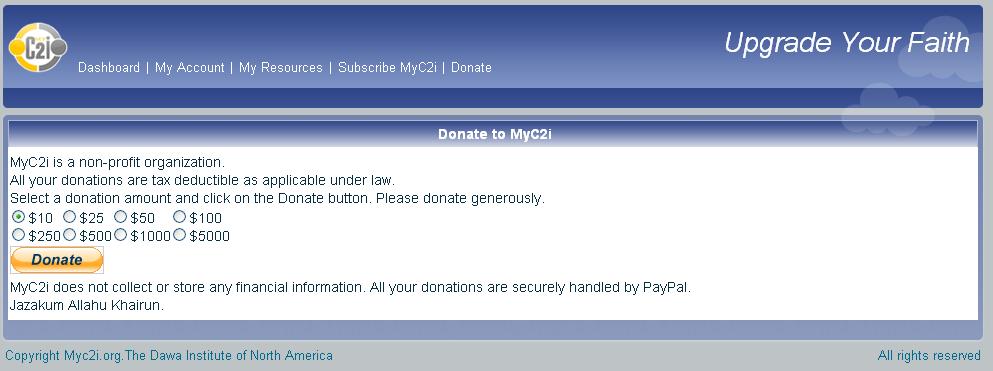 C2i
Upgrade Your Faith
Dashboard | My Account | My Resources | Subscribe MyC2i | Donate
Donate to MyC2i
MyC2i is a non-profit organization.
All your donations are tax deductible as applicable under law.
Select a donation amount and click on the Donate button. Please donate generously.
$10 $25 $50 $100
$250 $500 $1000 $5000
Donate
MyC2i does not collect or store any financial information. All your donations are securely handled by PayPal.
Jazakum Allahu Khairun.
Copyright Myc2i.org.The Dawa Institute of North America All rights reserved